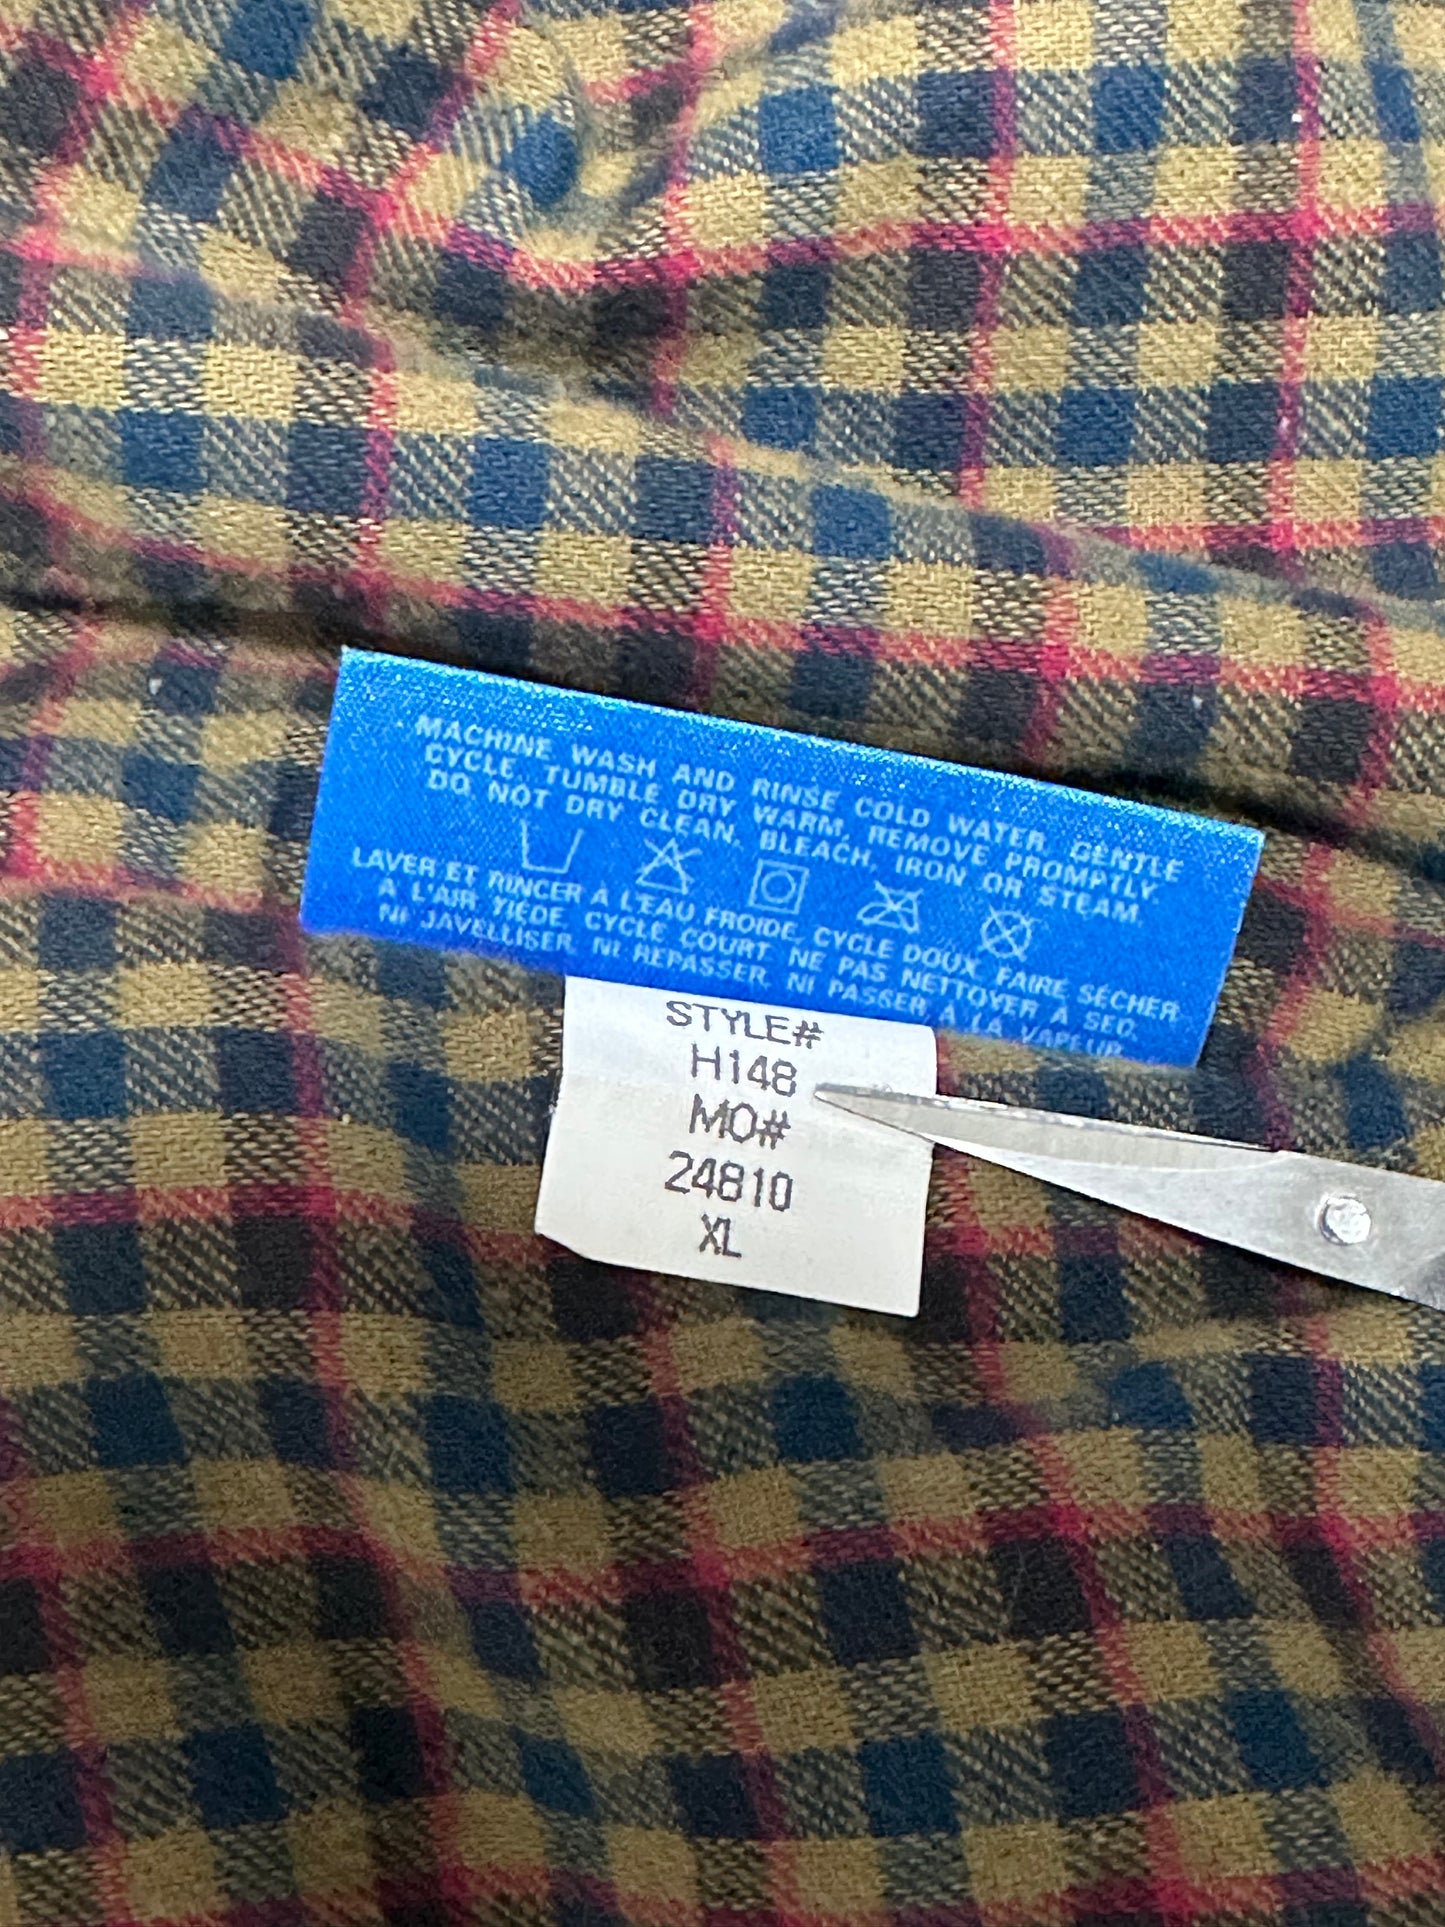 MACHINE WASH AND RINSE COLD WATER, GENTLE
CYCLE, TUMBLE DRY WARM, REMOVE PROMPTLY.
DO NOT DRY CLEAN, BLEACH, IRON OR STEAM.
LAVER ET RINCER À L'EAU FROIDE, CYCLE DOUX, FAIRE SÉCHER
À L'AIR TIÈDE, CYCLE COURT. NE PAS NETTOYER À SEC,
NI JAVELLISER, NI REPASSER, NI PASSER À LA VAPEUR.
STYLE#
H148
MO#
24810
XL